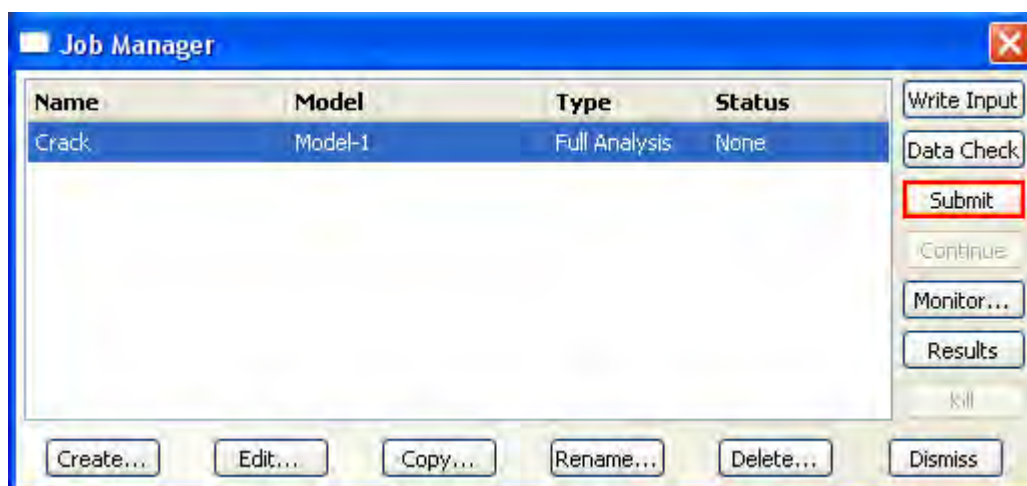 Job Manager
Name Model Type Status
Crack Model-1 Full Analysis None
Write Input
Data Check
Submit
Continue
Monitor...
Results
Kill
Create... Edit... Copy... Rename... Delete... Dismiss